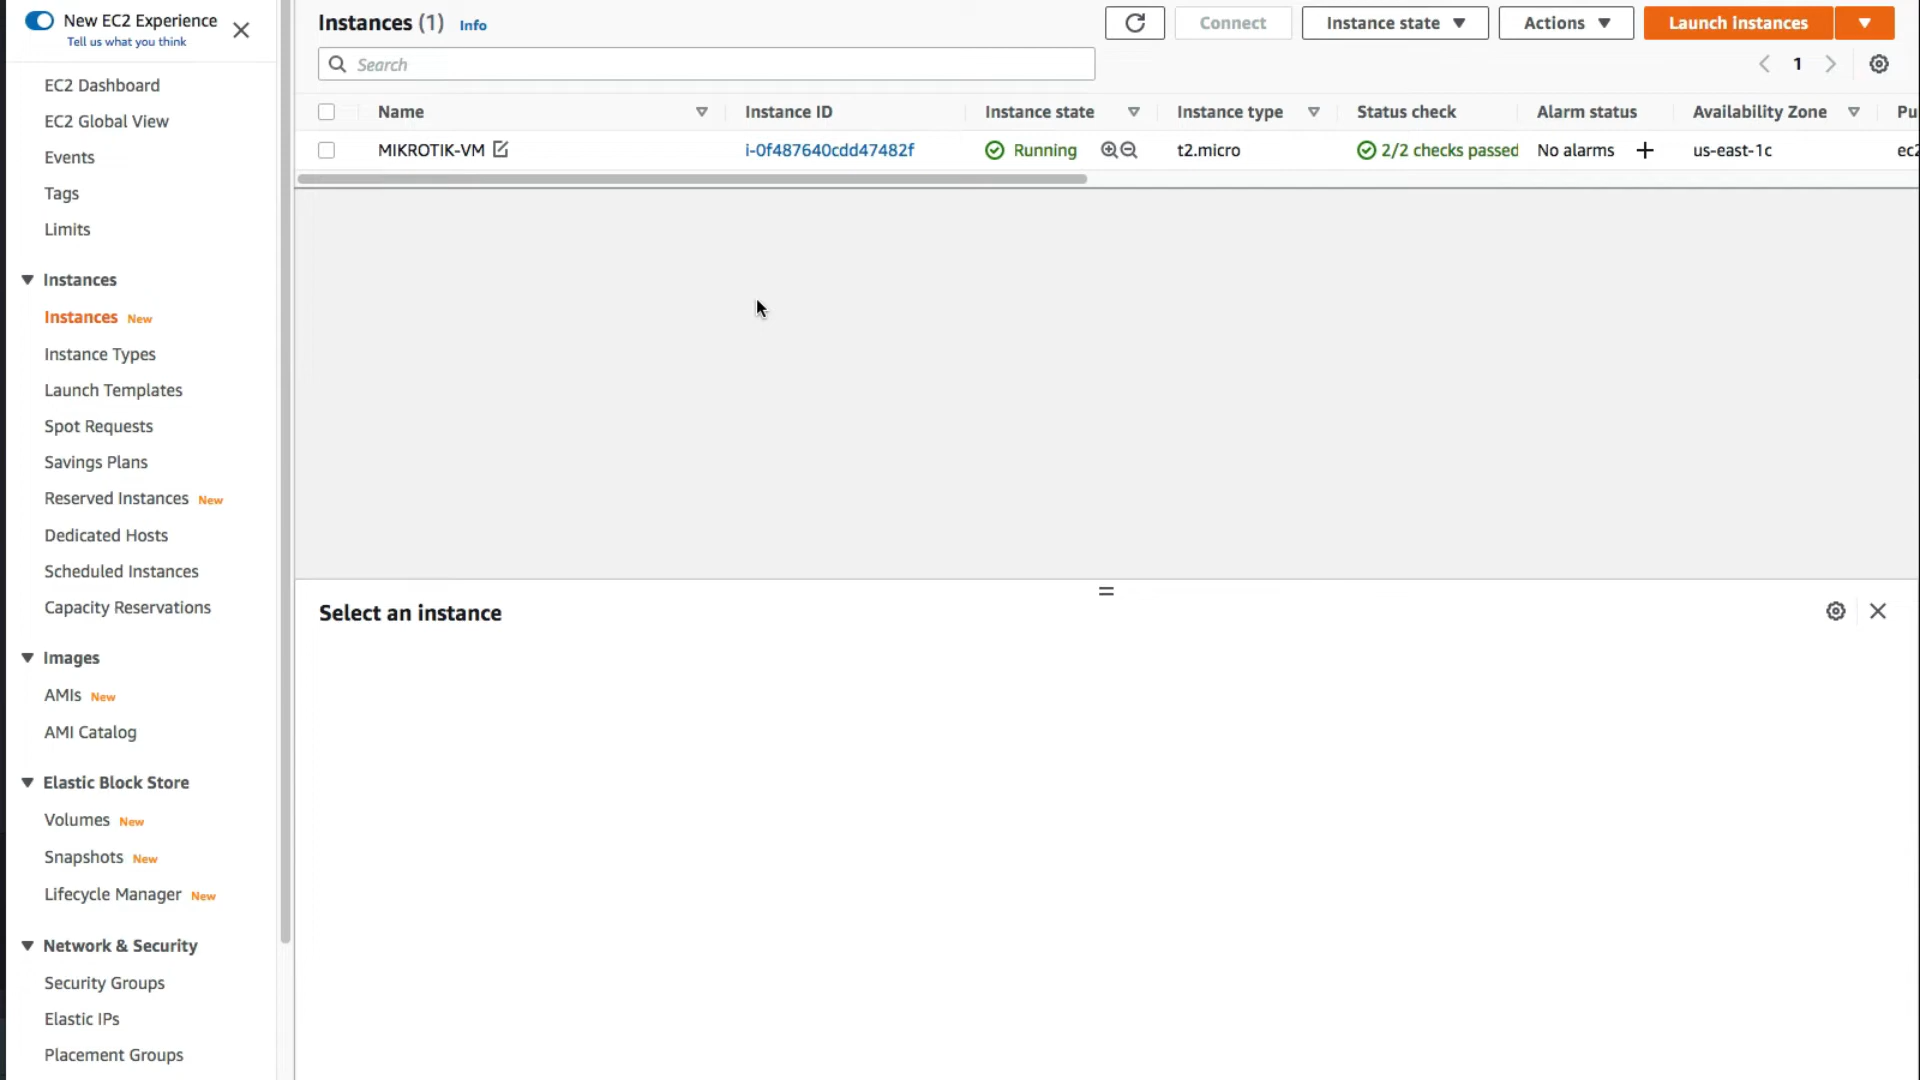 New EC2 Experience
Tell us what you think
EC2 Dashboard
EC2 Global View
Events
Tags
Limits
Instances
Instances New
Instance Types
Launch Templates
Spot Requests
Savings Plans
Reserved Instances New
Dedicated Hosts
Scheduled Instances
Capacity Reservations
Images
AMIs New
AMI Catalog
Elastic Block Store
Volumes New
Snapshots New
Lifecycle Manager New
Network & Security
Security Groups
Elastic IPs
Placement Groups
Instances (1) Info
Connect Instance state Actions Launch instances
Search
1
Name Instance ID Instance state Instance type Status check Alarm status Availability Zone Pu
MIKROTIK-VM i-0f487640cdd47482f Running t2.micro 2/2 checks passed No alarms us-east-1c ec2
Select an instance